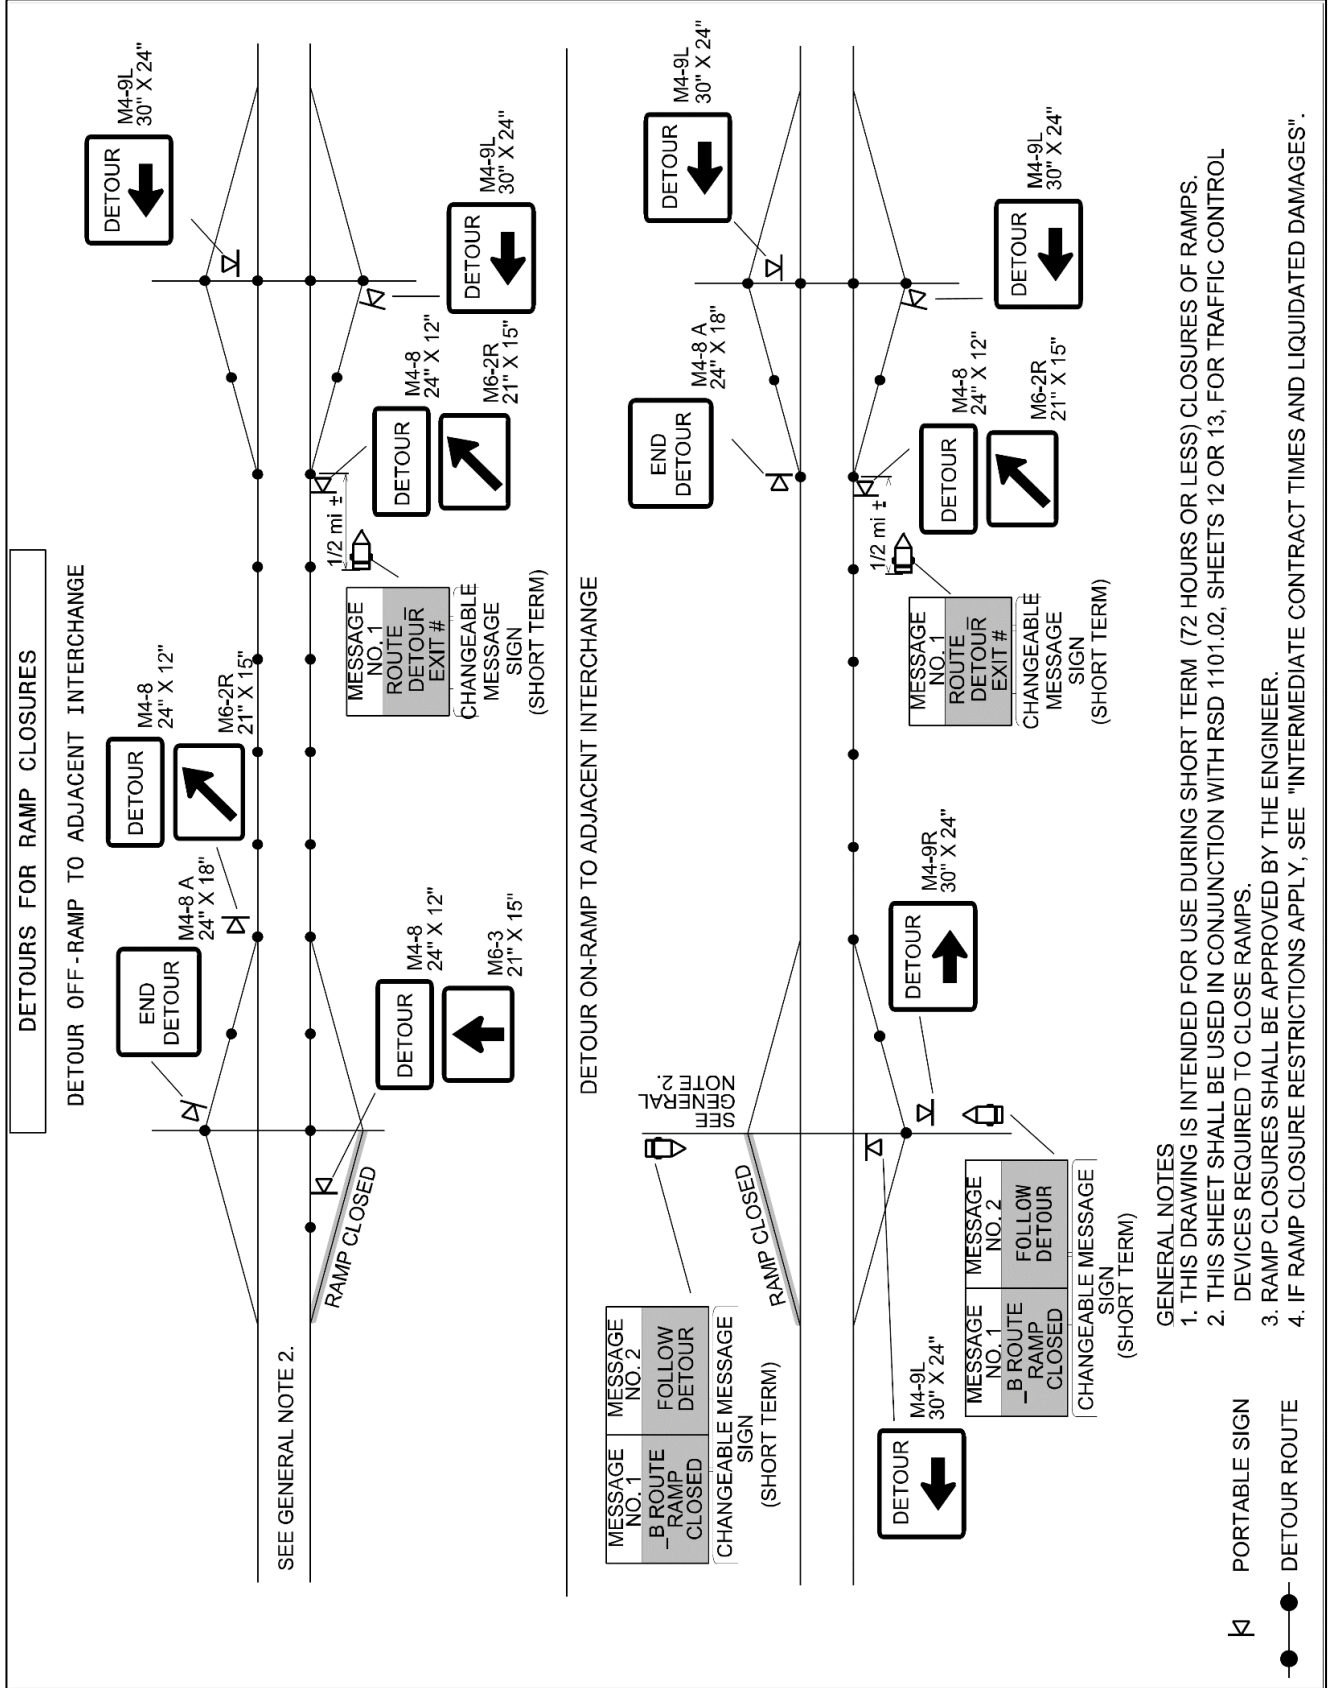 DETOURS FOR RAMP CLOSURES
DETOUR OFF-RAMP TO ADJACENT INTERCHANGE
END
DETOUR
M4-8 A
24" X 18"
DETOUR
M4-8
24" X 12"
M6-2R
21" X 15"
DETOUR
M4-9L
30" X 24"
SEE GENERAL NOTE 2.
RAMP CLOSED
DETOUR
M4-8
24" X 12"
M6-3
21" X 15"
1/2 mi ±
MESSAGE
NO. 1
ROUTE _
DETOUR
EXIT #
CHANGEABLE
MESSAGE
SIGN
(SHORT TERM)
DETOUR
M4-8
24" X 12"
M6-2R
21" X 15"
DETOUR
M4-9L
30" X 24"
DETOUR ON-RAMP TO ADJACENT INTERCHANGE
MESSAGE
NO. 1
MESSAGE
NO. 2
_B ROUTE _
RAMP
CLOSED
FOLLOW
DETOUR
CHANGEABLE MESSAGE
SIGN
(SHORT TERM)
SEE
GENERAL
NOTE 2.
RAMP CLOSED
END
DETOUR
M4-8 A
24" X 18"
DETOUR
M4-9L
30" X 24"
DETOUR
M4-9L
30" X 24"
MESSAGE
NO. 1
MESSAGE
NO. 2
_B ROUTE _
RAMP
CLOSED
FOLLOW
DETOUR
CHANGEABLE MESSAGE
SIGN
(SHORT TERM)
DETOUR
M4-9R
30" X 24"
1/2 mi ±
MESSAGE
NO. 1
ROUTE _
DETOUR
EXIT #
CHANGEABLE
MESSAGE
SIGN
(SHORT TERM)
DETOUR
M4-8
24" X 12"
M6-2R
21" X 15"
DETOUR
M4-9L
30" X 24"
PORTABLE SIGN
DETOUR ROUTE
GENERAL NOTES
1. THIS DRAWING IS INTENDED FOR USE DURING SHORT TERM (72 HOURS OR LESS) CLOSURES OF RAMPS.
2. THIS SHEET SHALL BE USED IN CONJUNCTION WITH RSD 1101.02, SHEETS 12 OR 13, FOR TRAFFIC CONTROL
DEVICES REQUIRED TO CLOSE RAMPS.
3. RAMP CLOSURES SHALL BE APPROVED BY THE ENGINEER.
4. IF RAMP CLOSURE RESTRICTIONS APPLY, SEE "INTERMEDIATE CONTRACT TIMES AND LIQUIDATED DAMAGES".